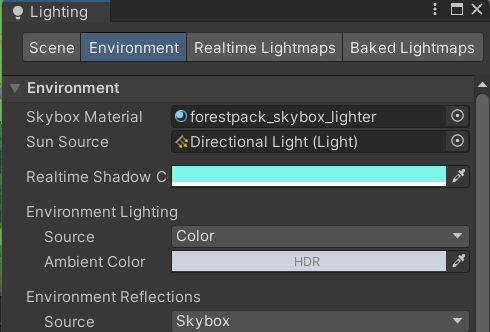 Lighting
Scene Environment Realtime Lightmaps Baked Lightmaps
Environment
Skybox Material forestpack_skybox_lighter
Sun Source Directional Light (Light)
Realtime Shadow C
Environment Lighting
Source Color
Ambient Color HDR
Environment Reflections
Source Skybox